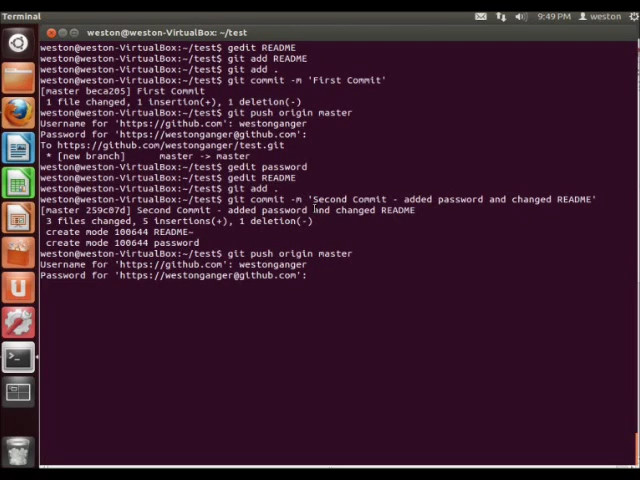 Terminal
9:49 PM
weston
weston@weston-VirtualBox: ~/test
weston@weston-VirtualBox:~/test$ gedit README
weston@weston-VirtualBox:~/test$ git add README
weston@weston-VirtualBox:~/test$ git add .
weston@weston-VirtualBox:~/test$ git commit -m 'First Commit'
[master beca205] First Commit
1 file changed, 1 insertion(+), 1 deletion(-)
weston@weston-VirtualBox:~/test$ git push origin master
Username for 'https://github.com': westonganger
Password for 'https://westonganger@github.com':
To https://github.com/westonganger/test.git
* [new branch] master -> master
weston@weston-VirtualBox:~/test$ gedit password
weston@weston-VirtualBox:~/test$ gedit README
weston@weston-VirtualBox:~/test$ git add .
weston@weston-VirtualBox:~/test$ git commit -m 'Second Commit - added password and changed README'
[master 259c07d] Second Commit - added password and changed README
3 files changed, 5 insertions(+), 1 deletion(-)
create mode 100644 README~
create mode 100644 password
weston@weston-VirtualBox:~/test$ git push origin master
Username for 'https://github.com': westonganger
Password for 'https://westonganger@github.com':